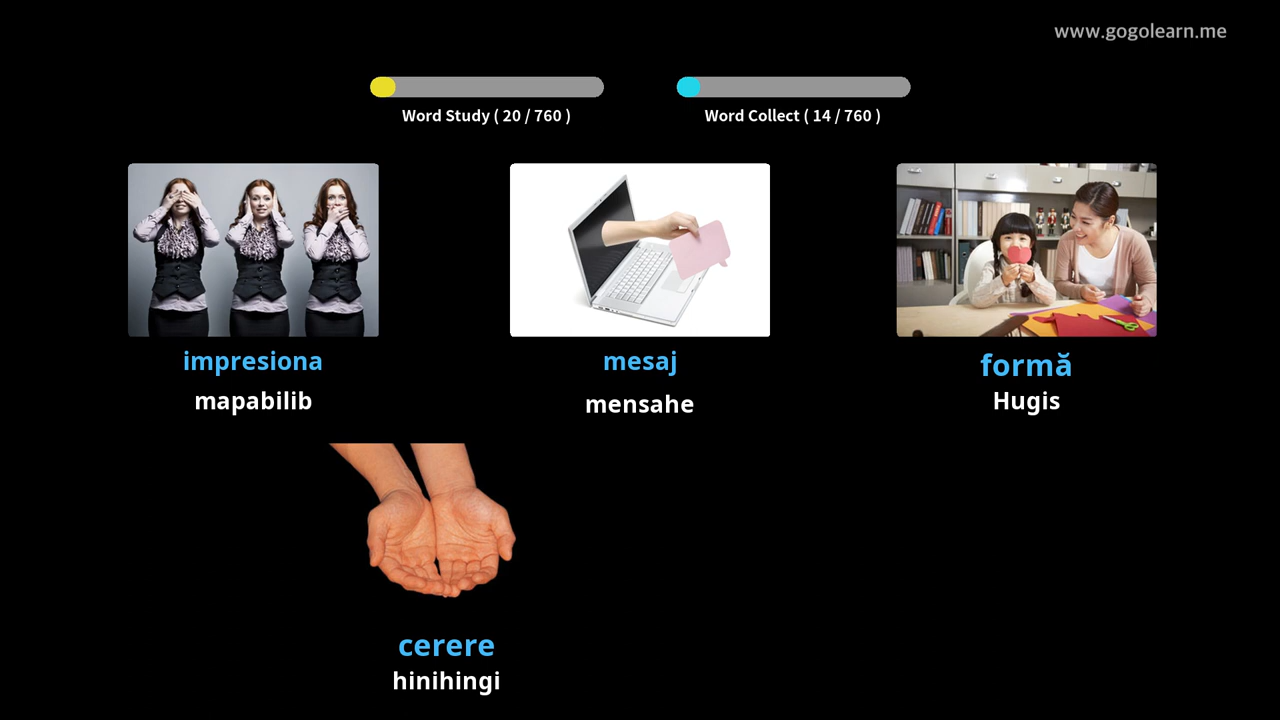 www.gogolearn.me
Word Study ( 20 / 760 )
Word Collect ( 14 / 760 )
impresiona
mapabilib
mesaj
mensahe
formă
Hugis
cerere
hinihingi